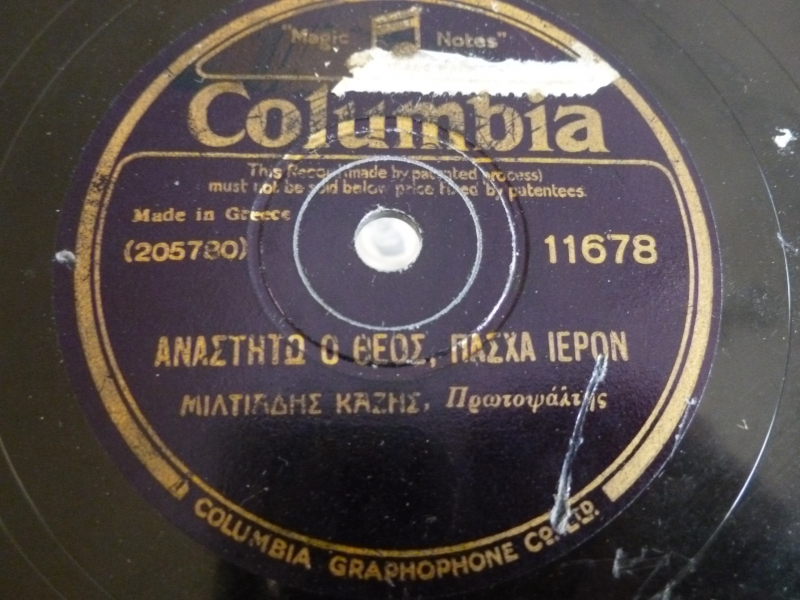 "Magic Notes"
Columbia
This Record (made by patented process)
must not be sold below price fixed by patentees.
Made in Greece
(205780) 11678
ΑΝΑΣΤΗΤΩ Ο ΘΕΟΣ, ΠΑΣΧΑ ΙΕΡΟΝ
ΜΙΛΤΙΑΔΗΣ ΚΑΖΗΣ, Πρωτοψάλτης
COLUMBIA GRAPHOPHONE CO. LTD.